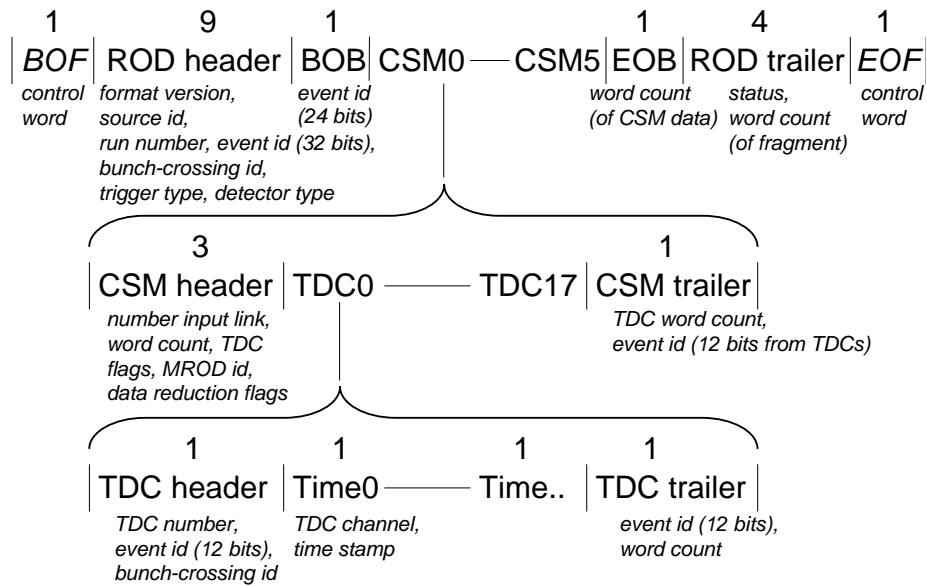 1 9 1 1 4 1
BOF ROD header BOB CSM0 CSM5 EOB ROD trailer EOF
control
word
format version,
source id,
run number, event id (32 bits),
bunch-crossing id,
trigger type, detector type
event id
(24 bits)
word count
(of CSM data)
status,
word count
(of fragment)
control
word
3 1
CSM header TDC0 TDC17 CSM trailer
number input link,
word count, TDC
flags, MROD id,
data reduction flags
TDC word count,
event id (12 bits from TDCs)
1 1 1 1
TDC header Time0 Time.. TDC trailer
TDC number,
event id (12 bits),
bunch-crossing id
TDC channel,
time stamp
event id (12 bits),
word count